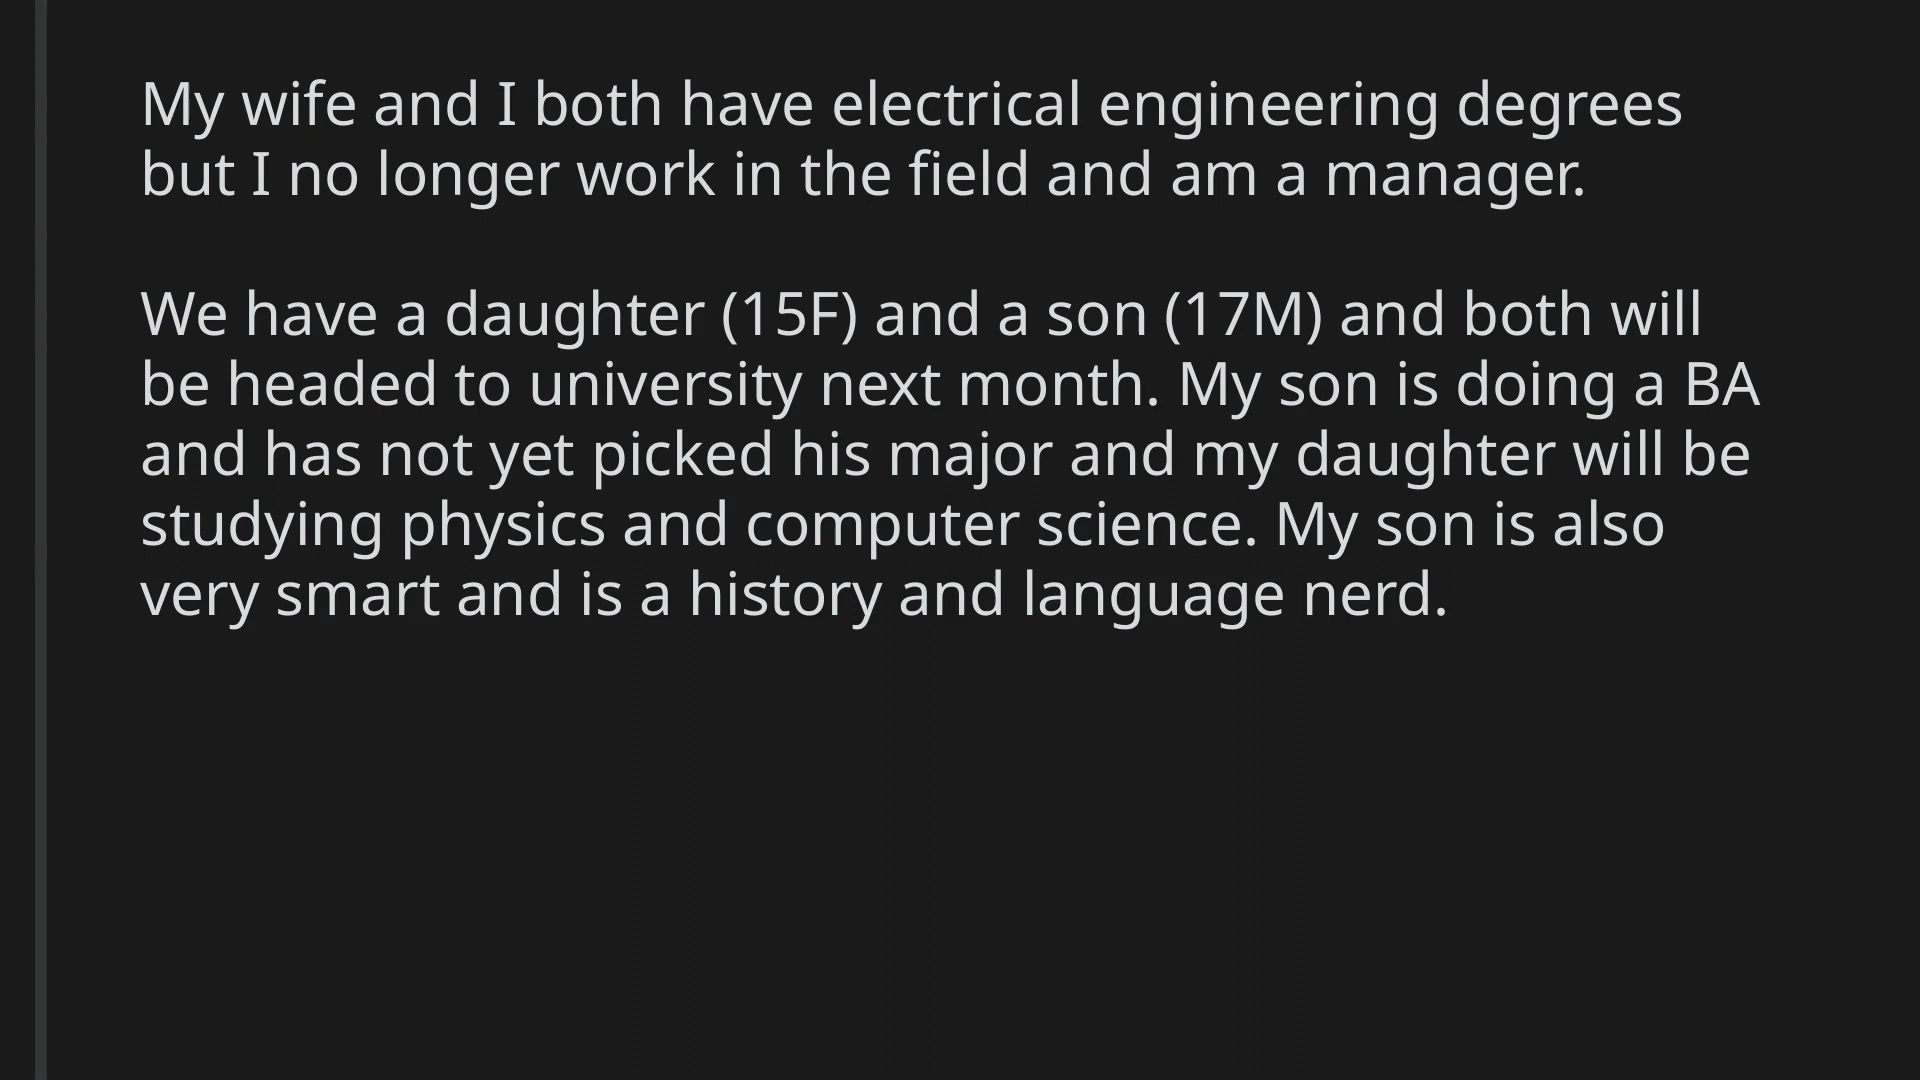 My wife and I both have electrical engineering degrees
but I no longer work in the field and am a manager.
We have a daughter (15F) and a son (17M) and both will
be headed to university next month. My son is doing a BA
and has not yet picked his major and my daughter will be
studying physics and computer science. My son is also
very smart and is a history and language nerd.